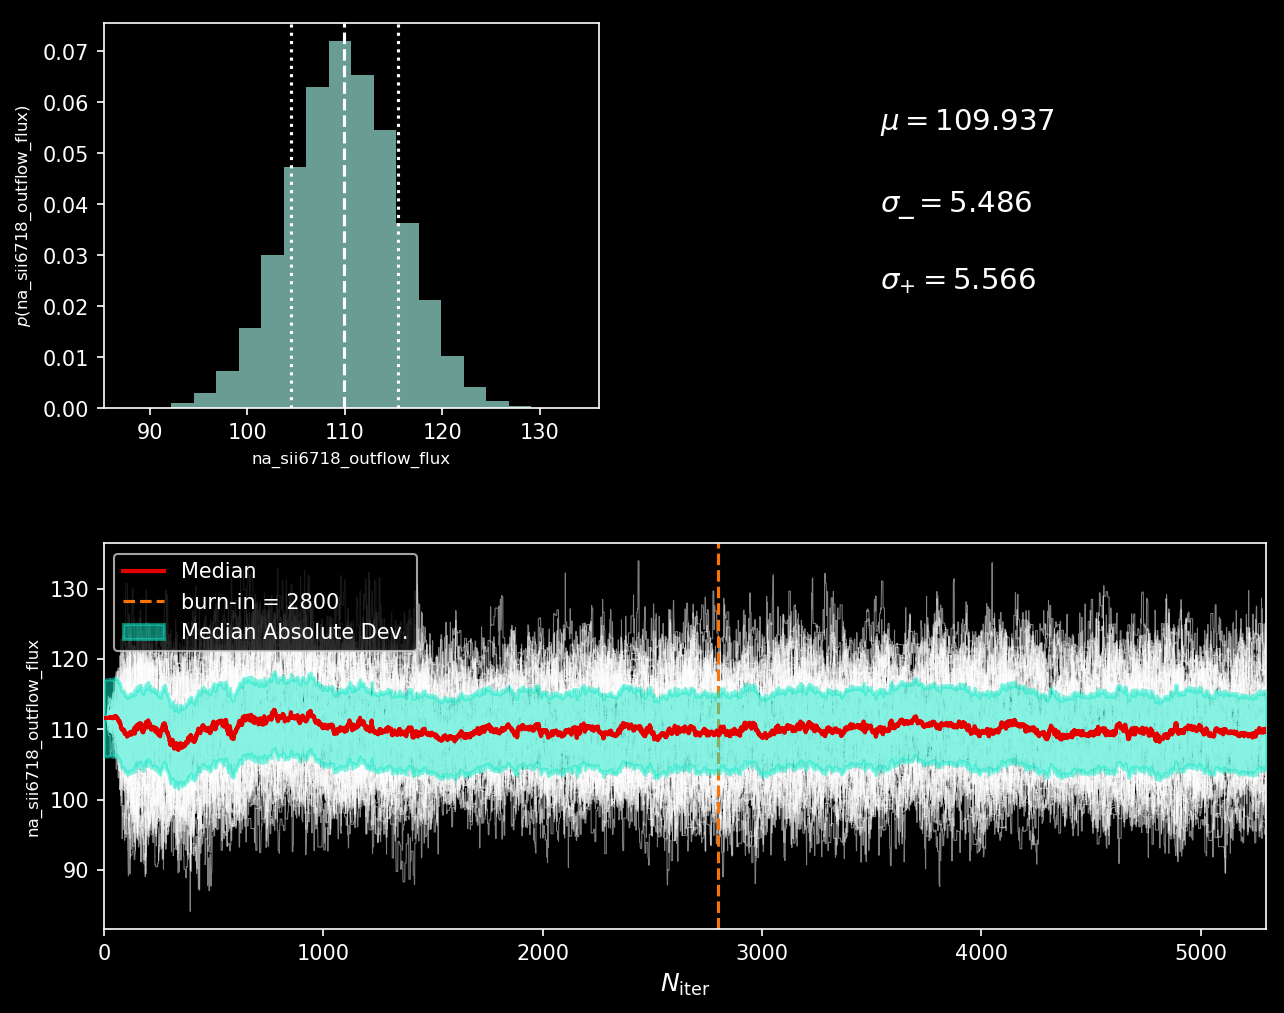 0.07
0.06
0.05
0.04
0.03
0.02
0.01
0.00
p(na_sii6718_outflow_flux)
90 100 110 120 130
na_sii6718_outflow_flux
μ = 109.937
σ_ = 5.486
σ+ = 5.566
Median
burn-in = 2800
Median Absolute Dev.
130
120
110
100
90
na_sii6718_outflow_flux
0 1000 2000 3000 4000 5000
Niter